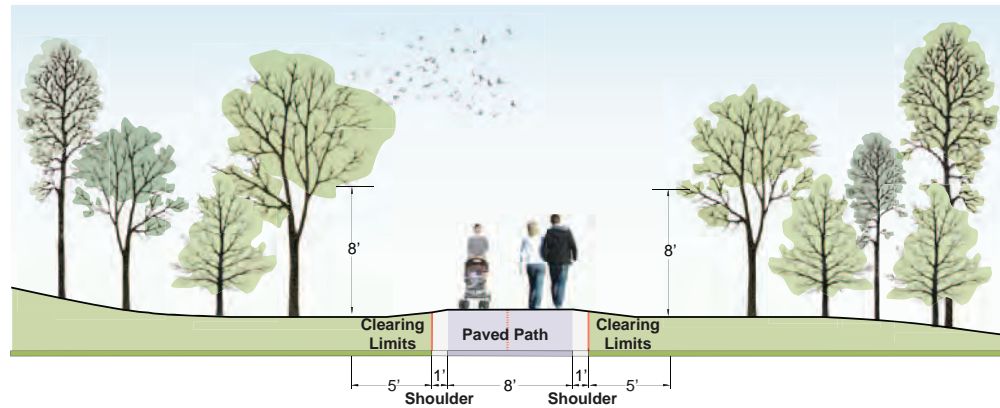 8’
8’
Clearing
Limits
Paved Path
Clearing
Limits
5’
1’
8’
1’
5’
Shoulder
Shoulder